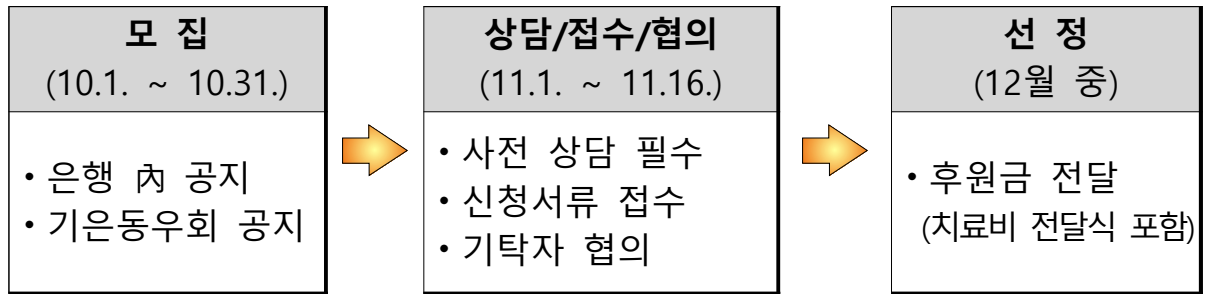 모 집
(10.1. ~ 10.31.)
• 은행 內 공지
• 기은동우회 공지
상담/접수/협의
(11.1. ~ 11.16.)
• 사전 상담 필수
• 신청서류 접수
• 기탁자 협의
선 정
(12월 중)
• 후원금 전달
(치료비 전달식 포함)